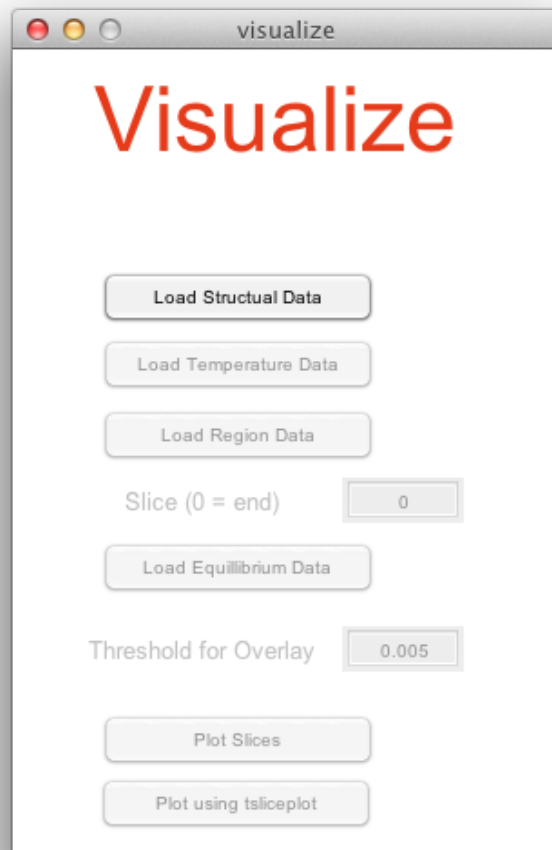 visualize
Visualize
Load Structual Data
Load Temperature Data
Load Region Data
Slice (0 = end) 0
Load Equillibrium Data
Threshold for Overlay 0.005
Plot Slices
Plot using tsliceplot